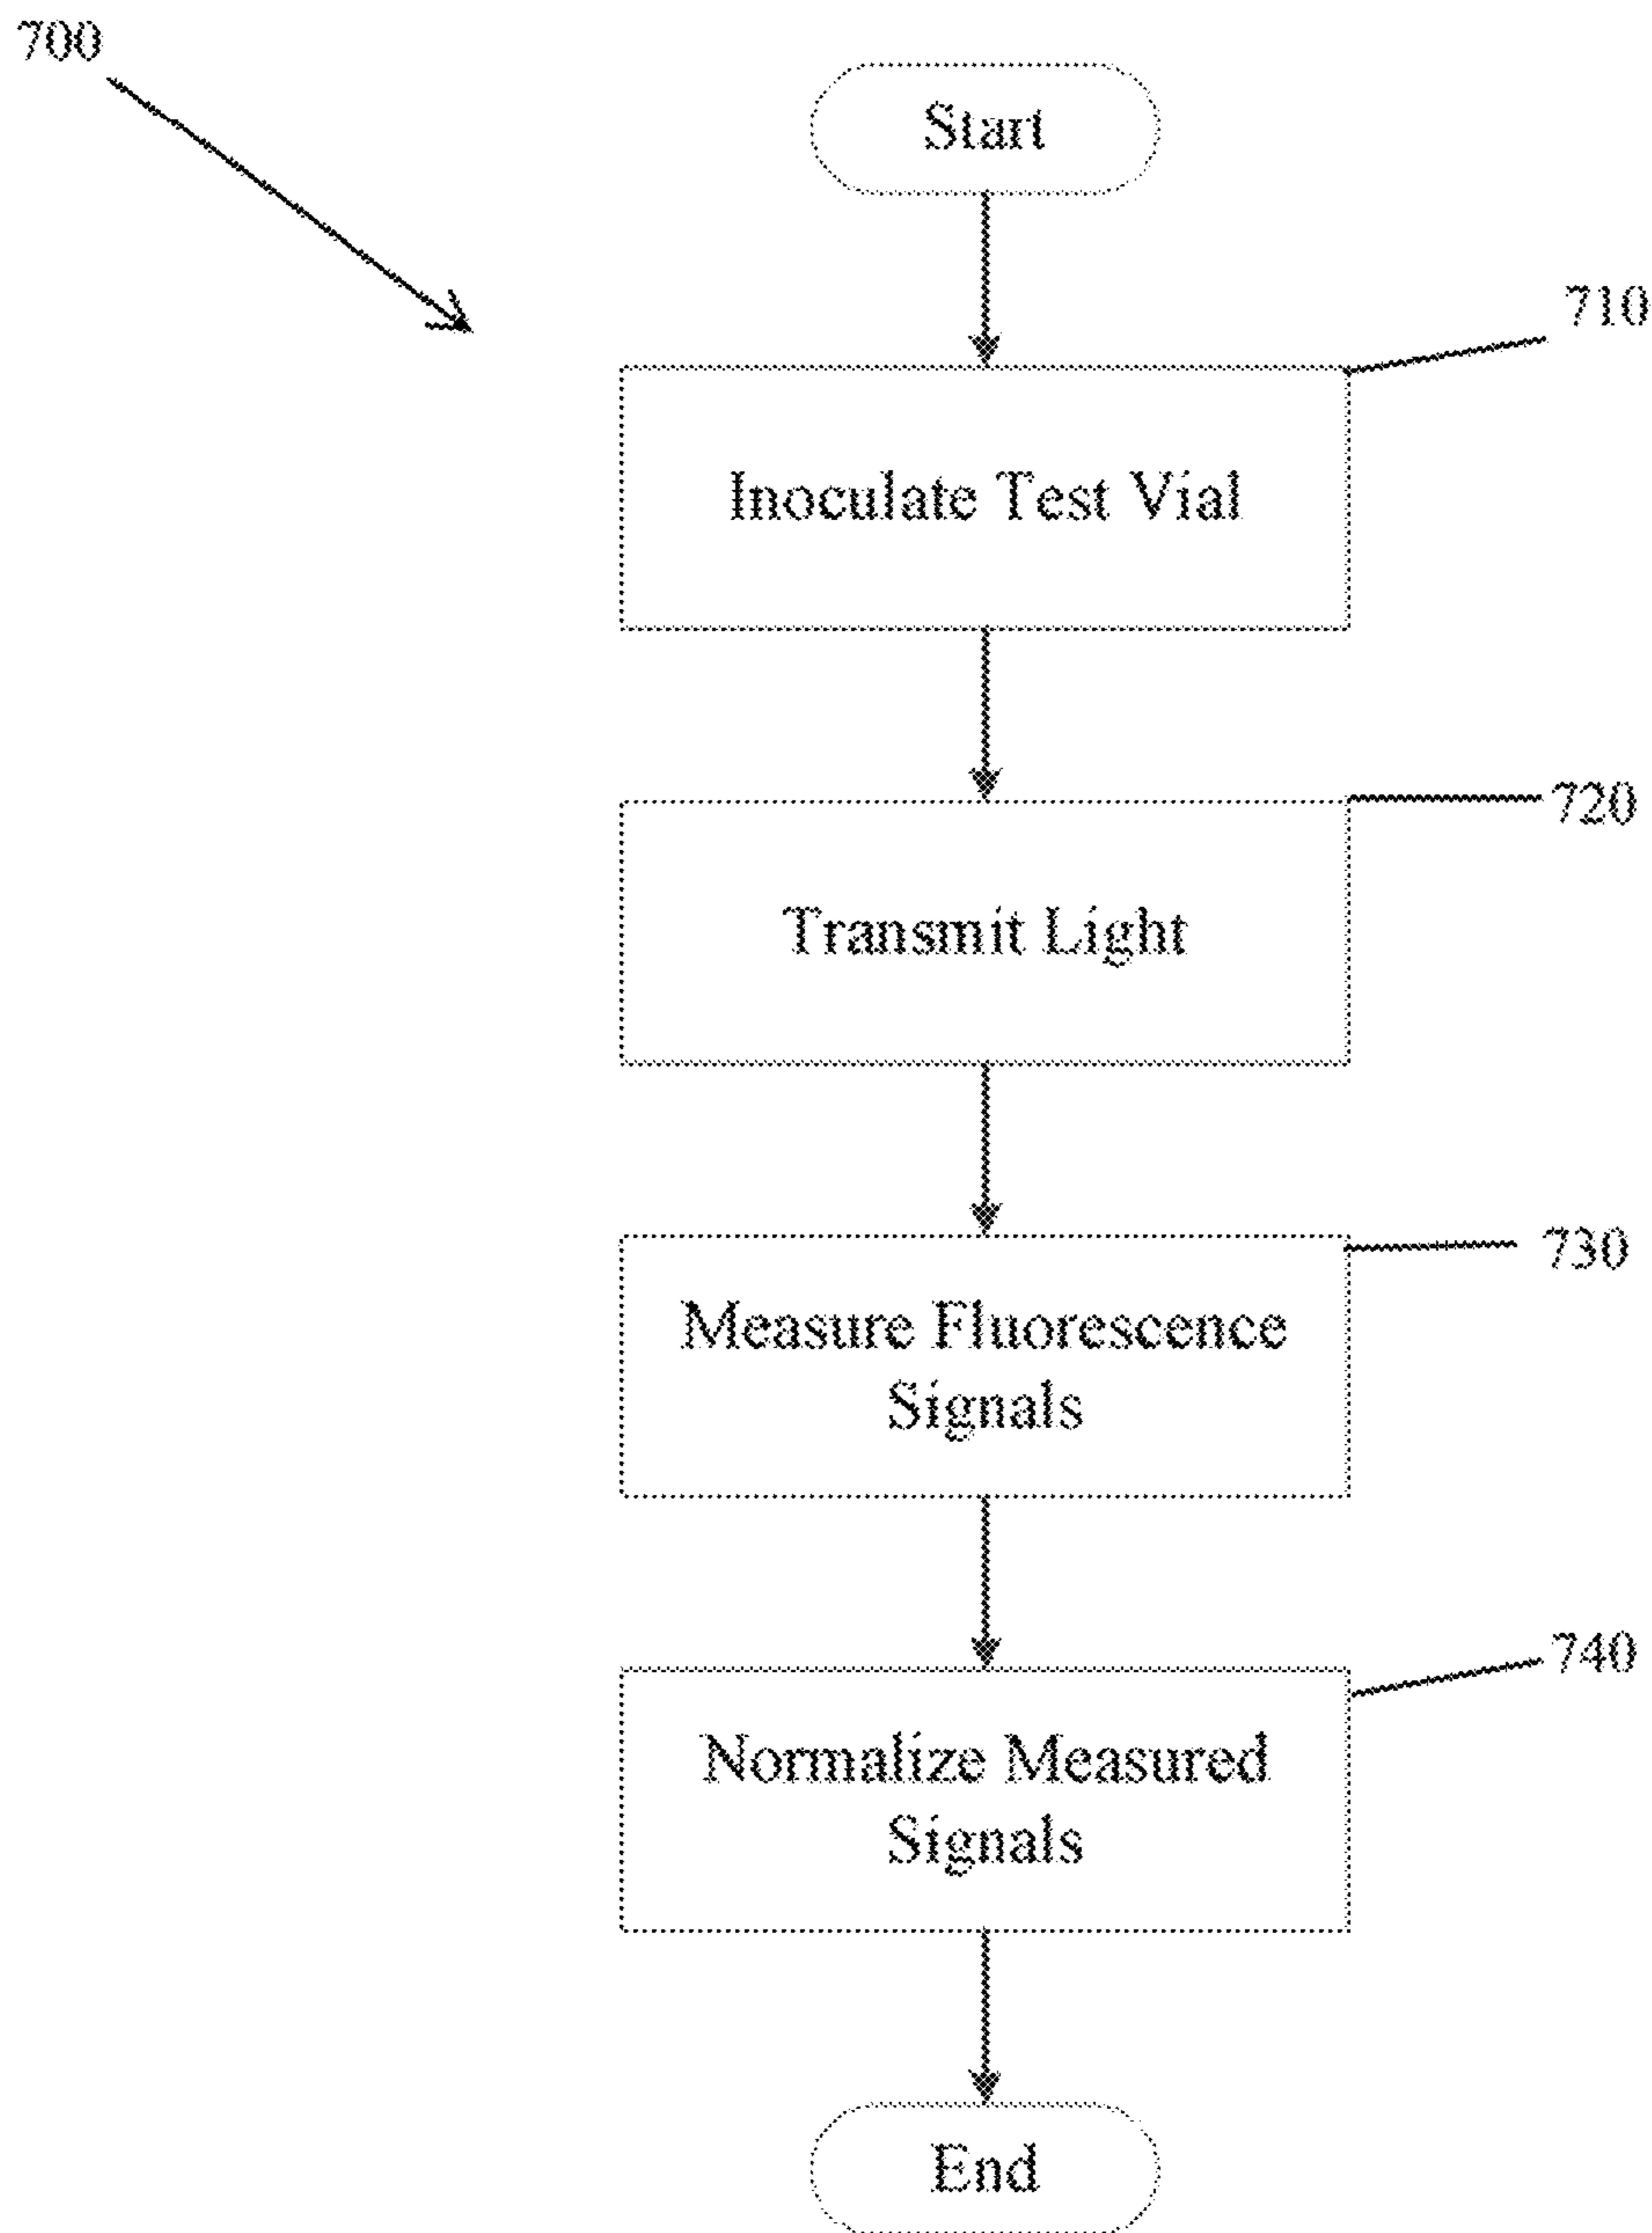 700
Start
710
Inoculate Test Vial
720
Transmit Light
730
Measure Fluorescence
Signals
740
Normalize Measured
Signals
End